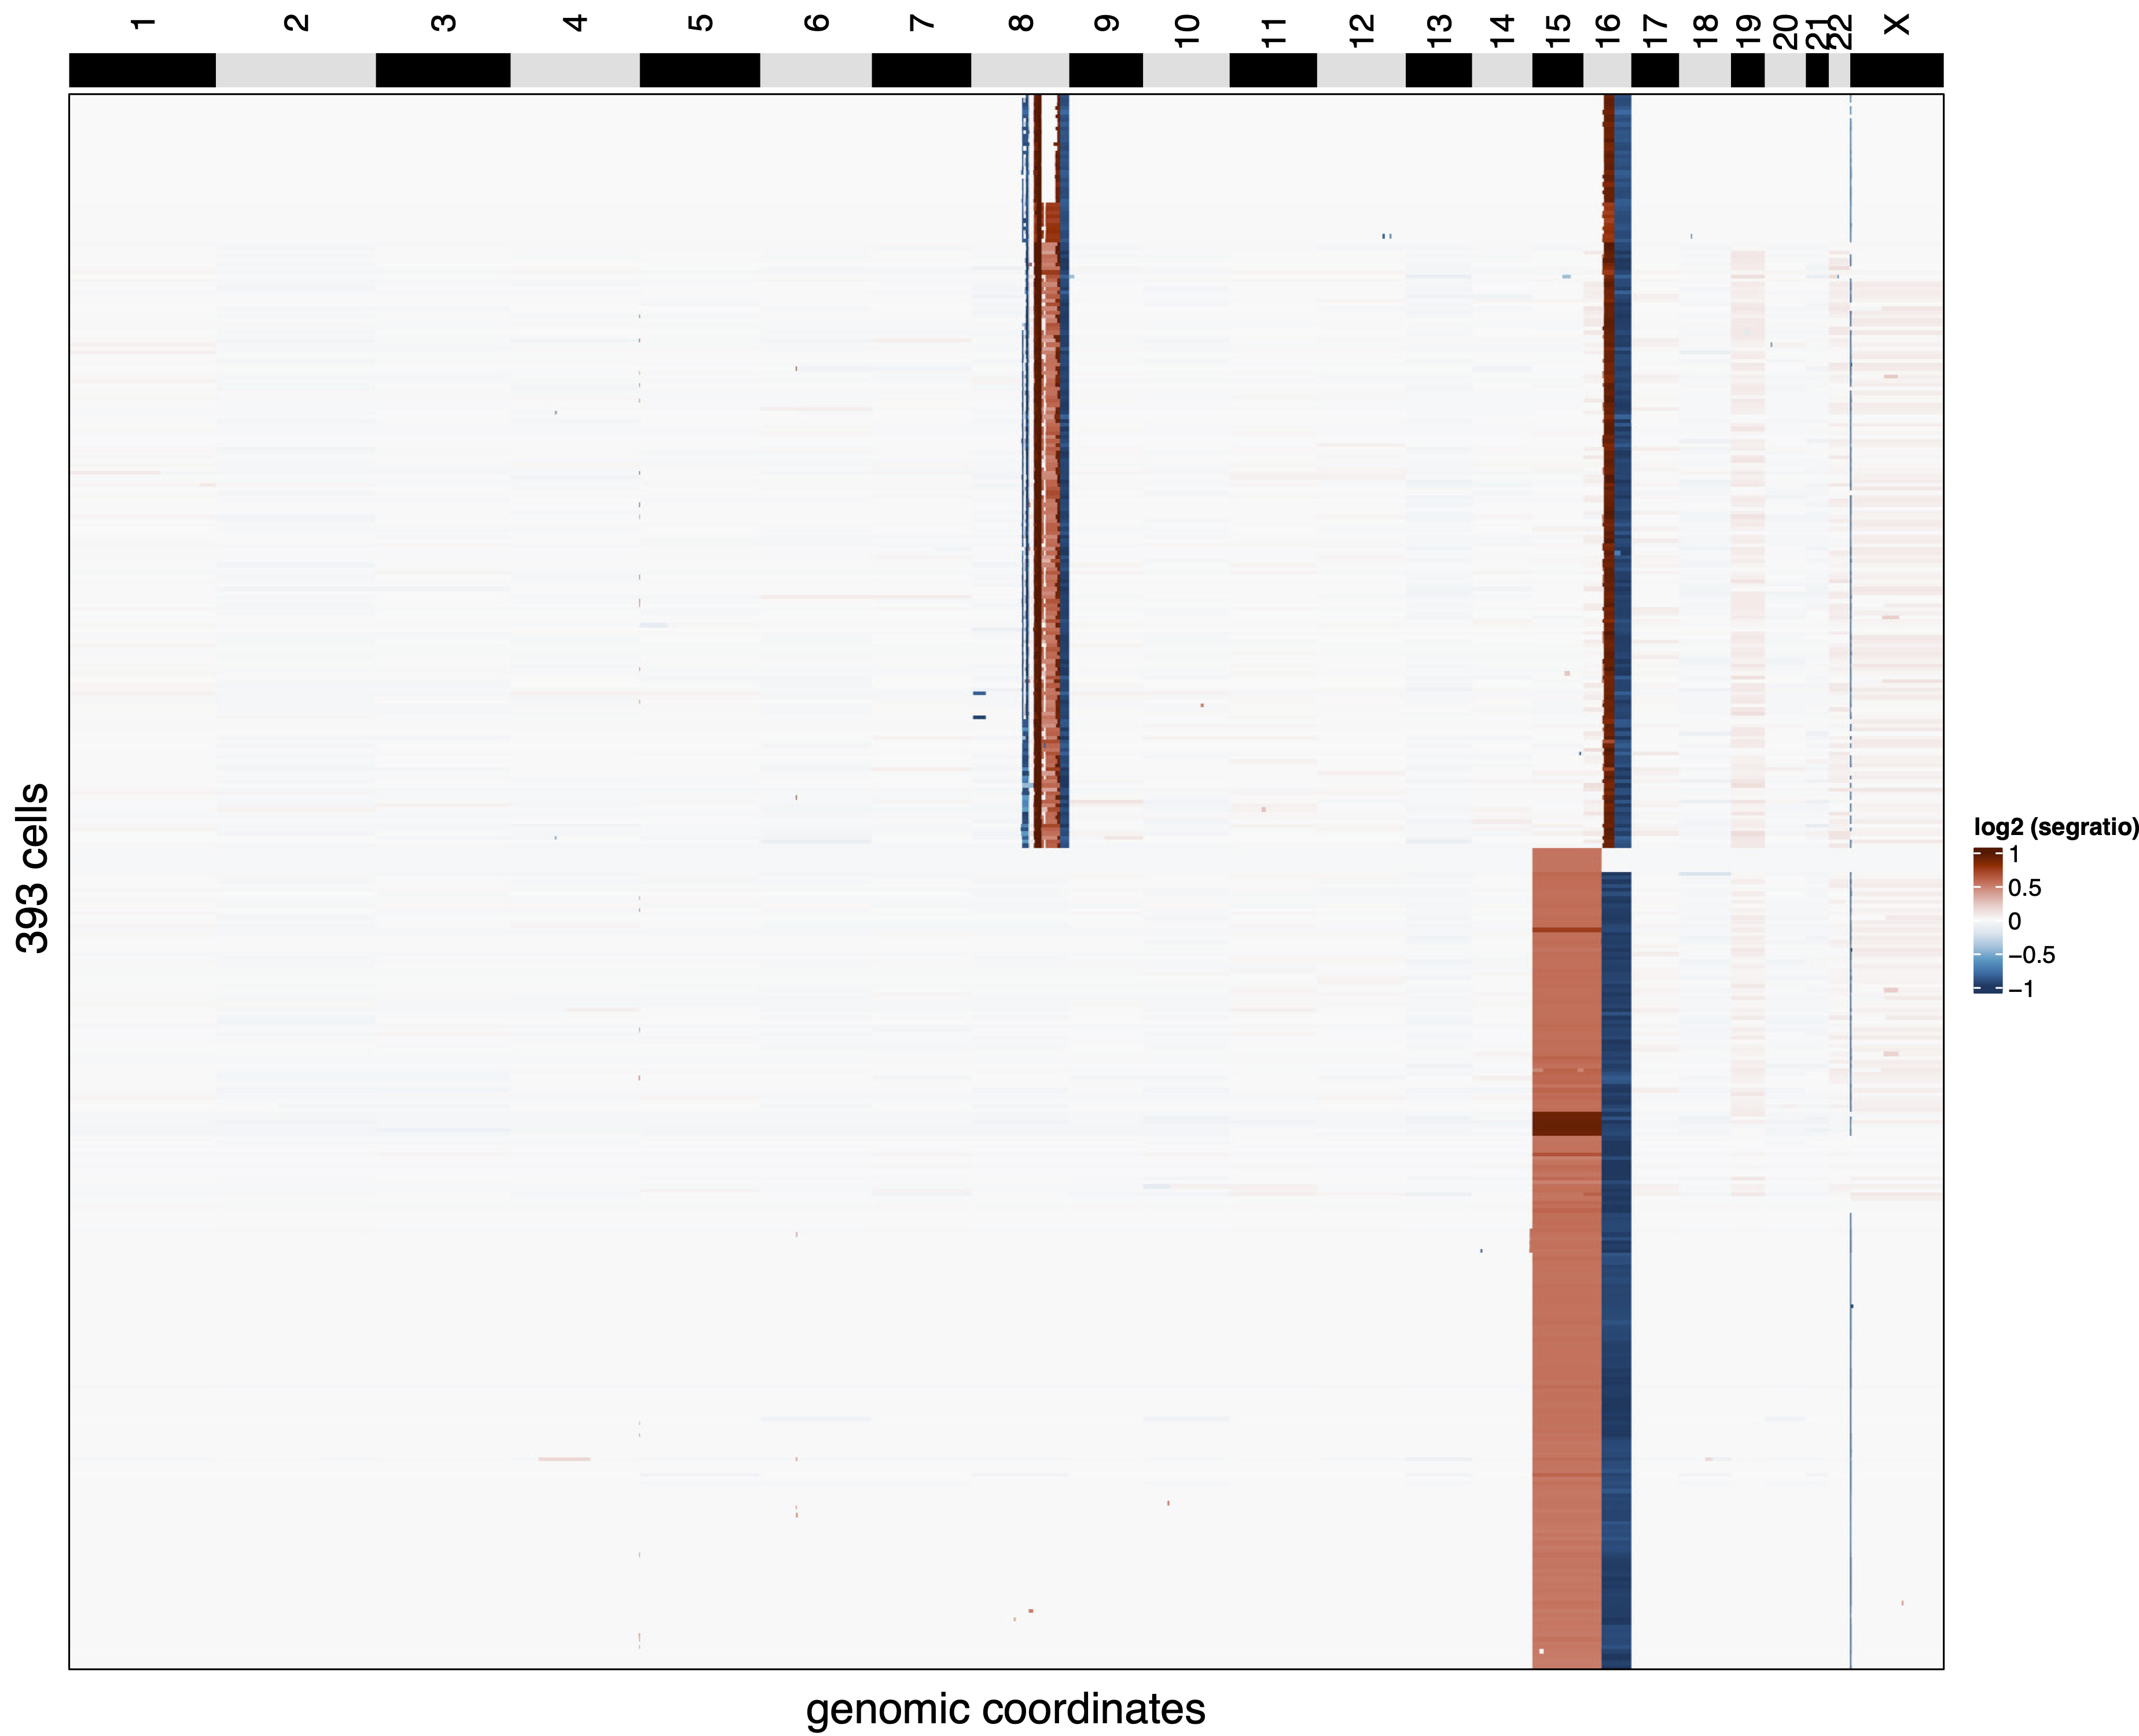 1 2 3 4 5 6 7 8 9 10 11 12 13 14 15 16 17 18 19 20 21 22 X
393 cells
log2 (segratio)
1
0.5
0
−0.5
−1
genomic coordinates